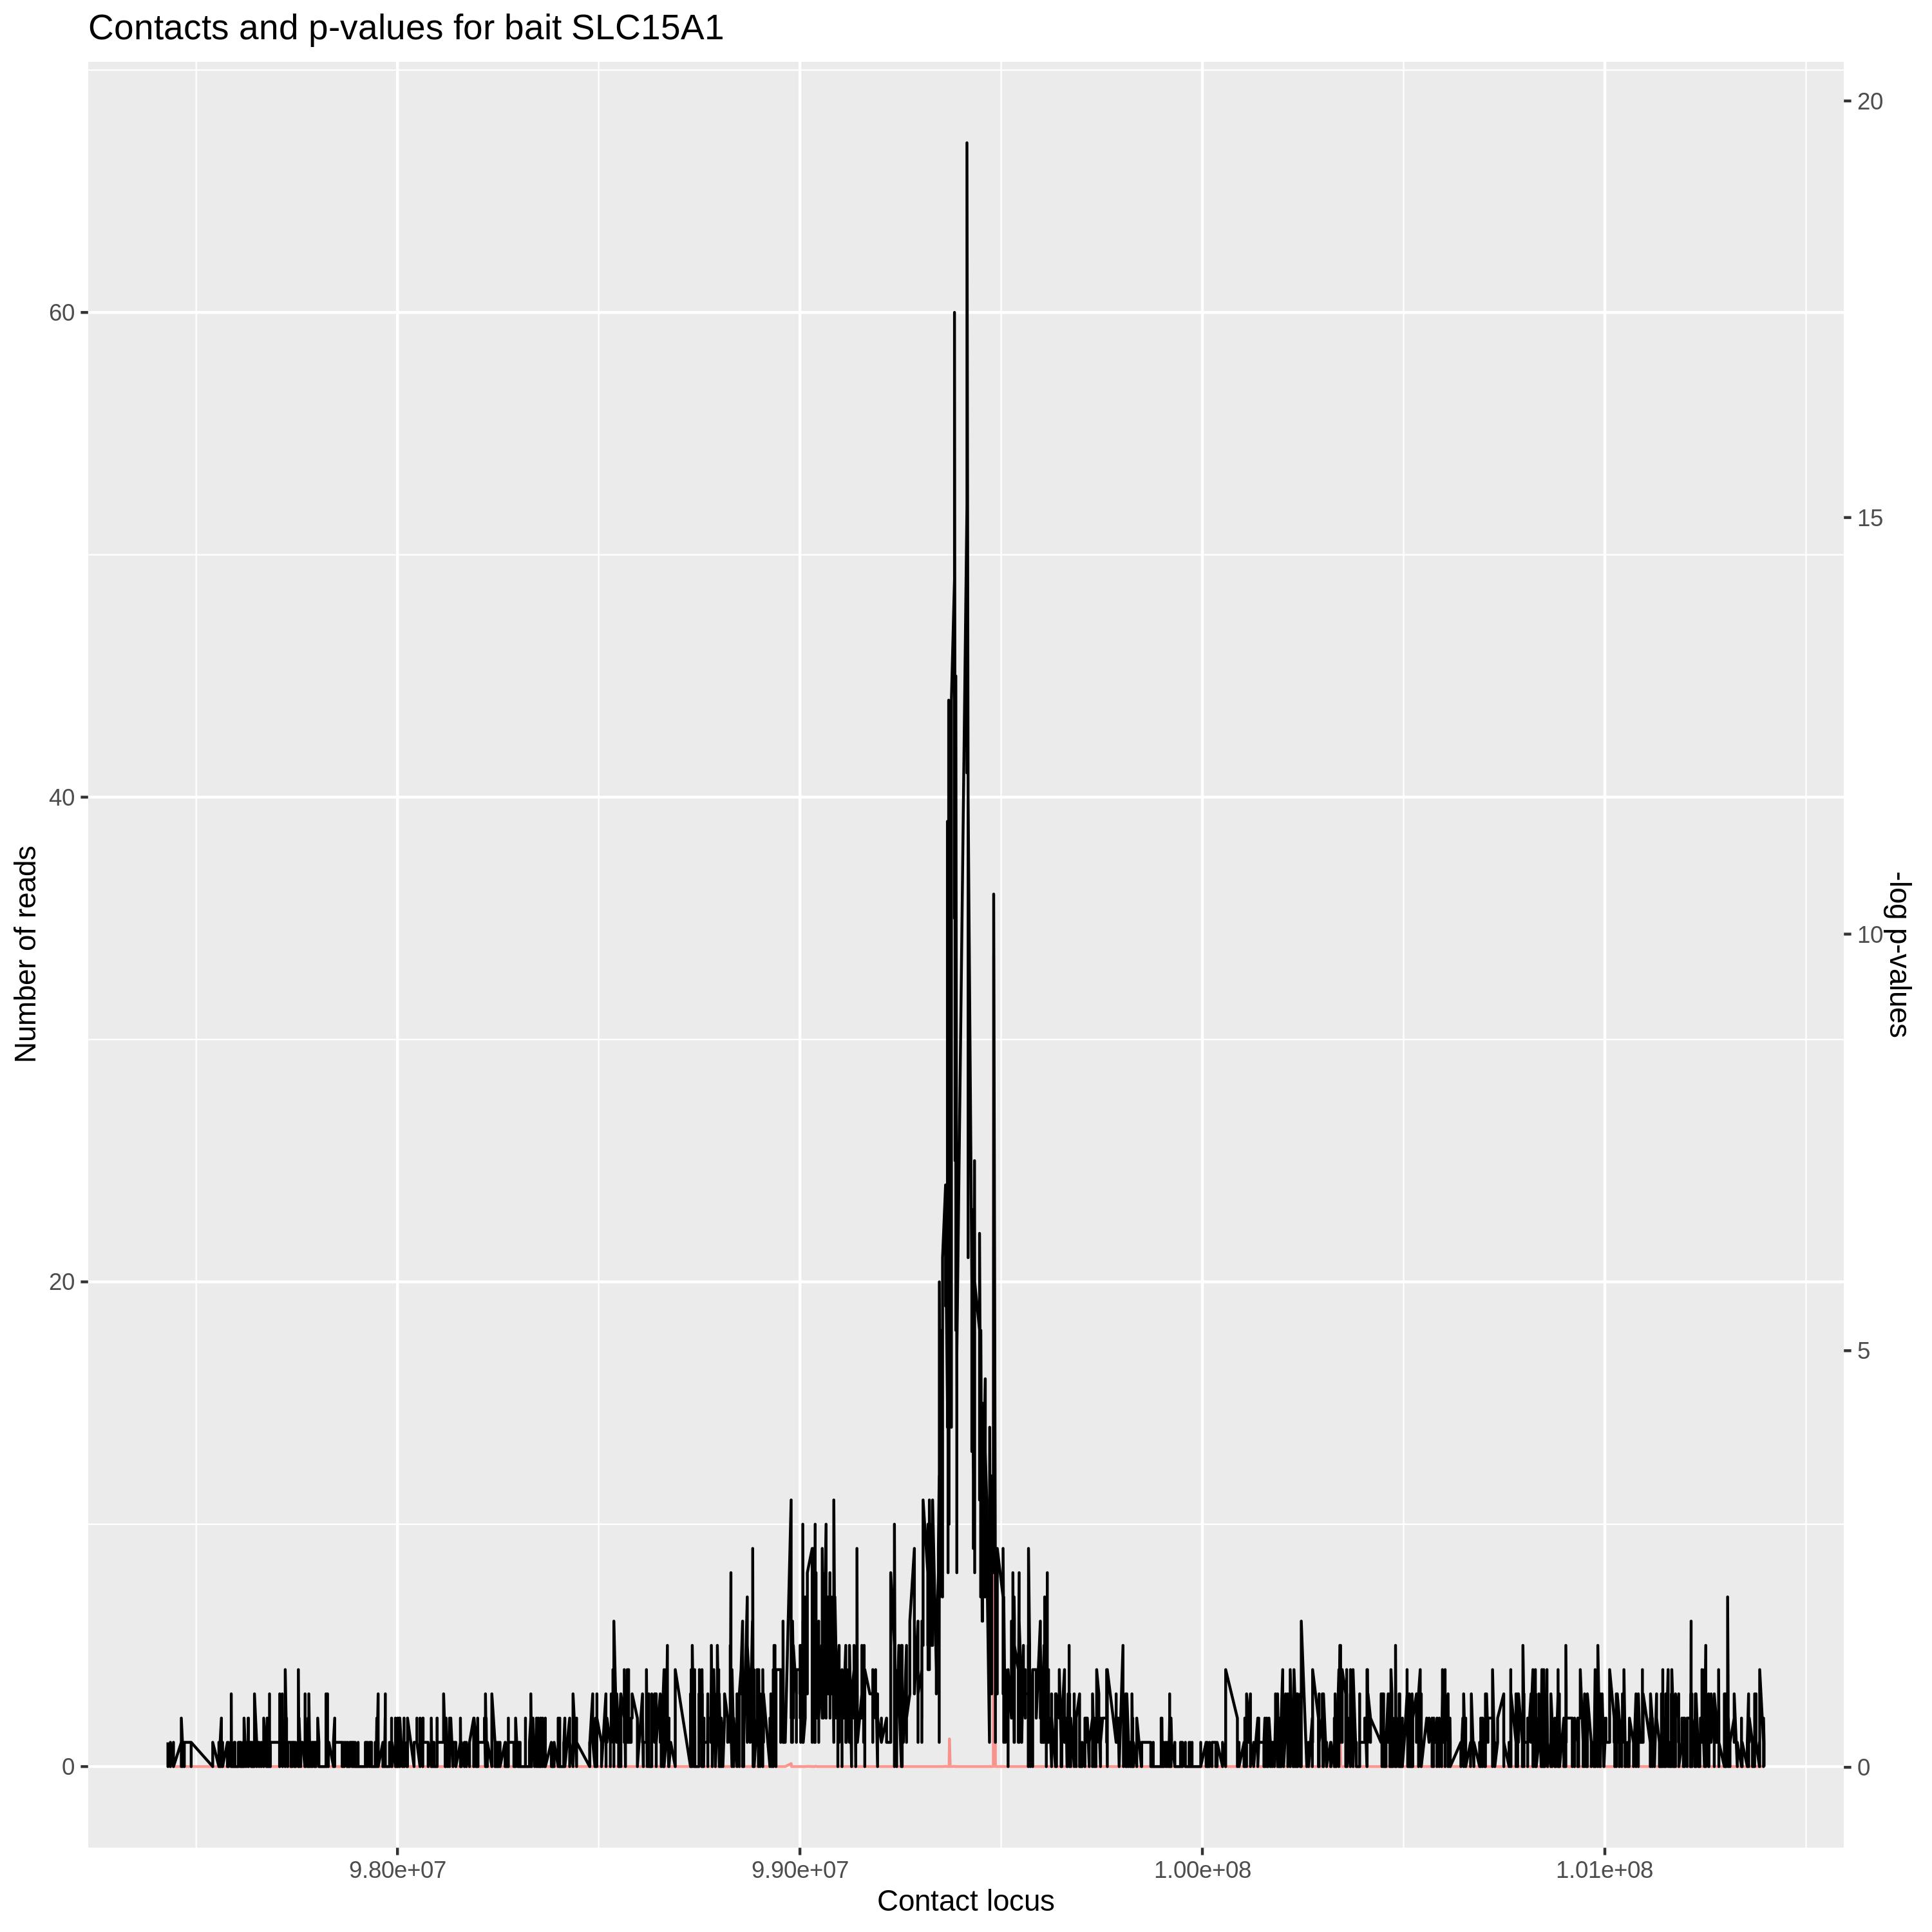 Contacts and p-values for bait SLC15A1
Number of reads
60
40
20
0
20
15
10
5
0
-log p-values
9.80e+07
9.90e+07
1.00e+08
1.01e+08
Contact locus